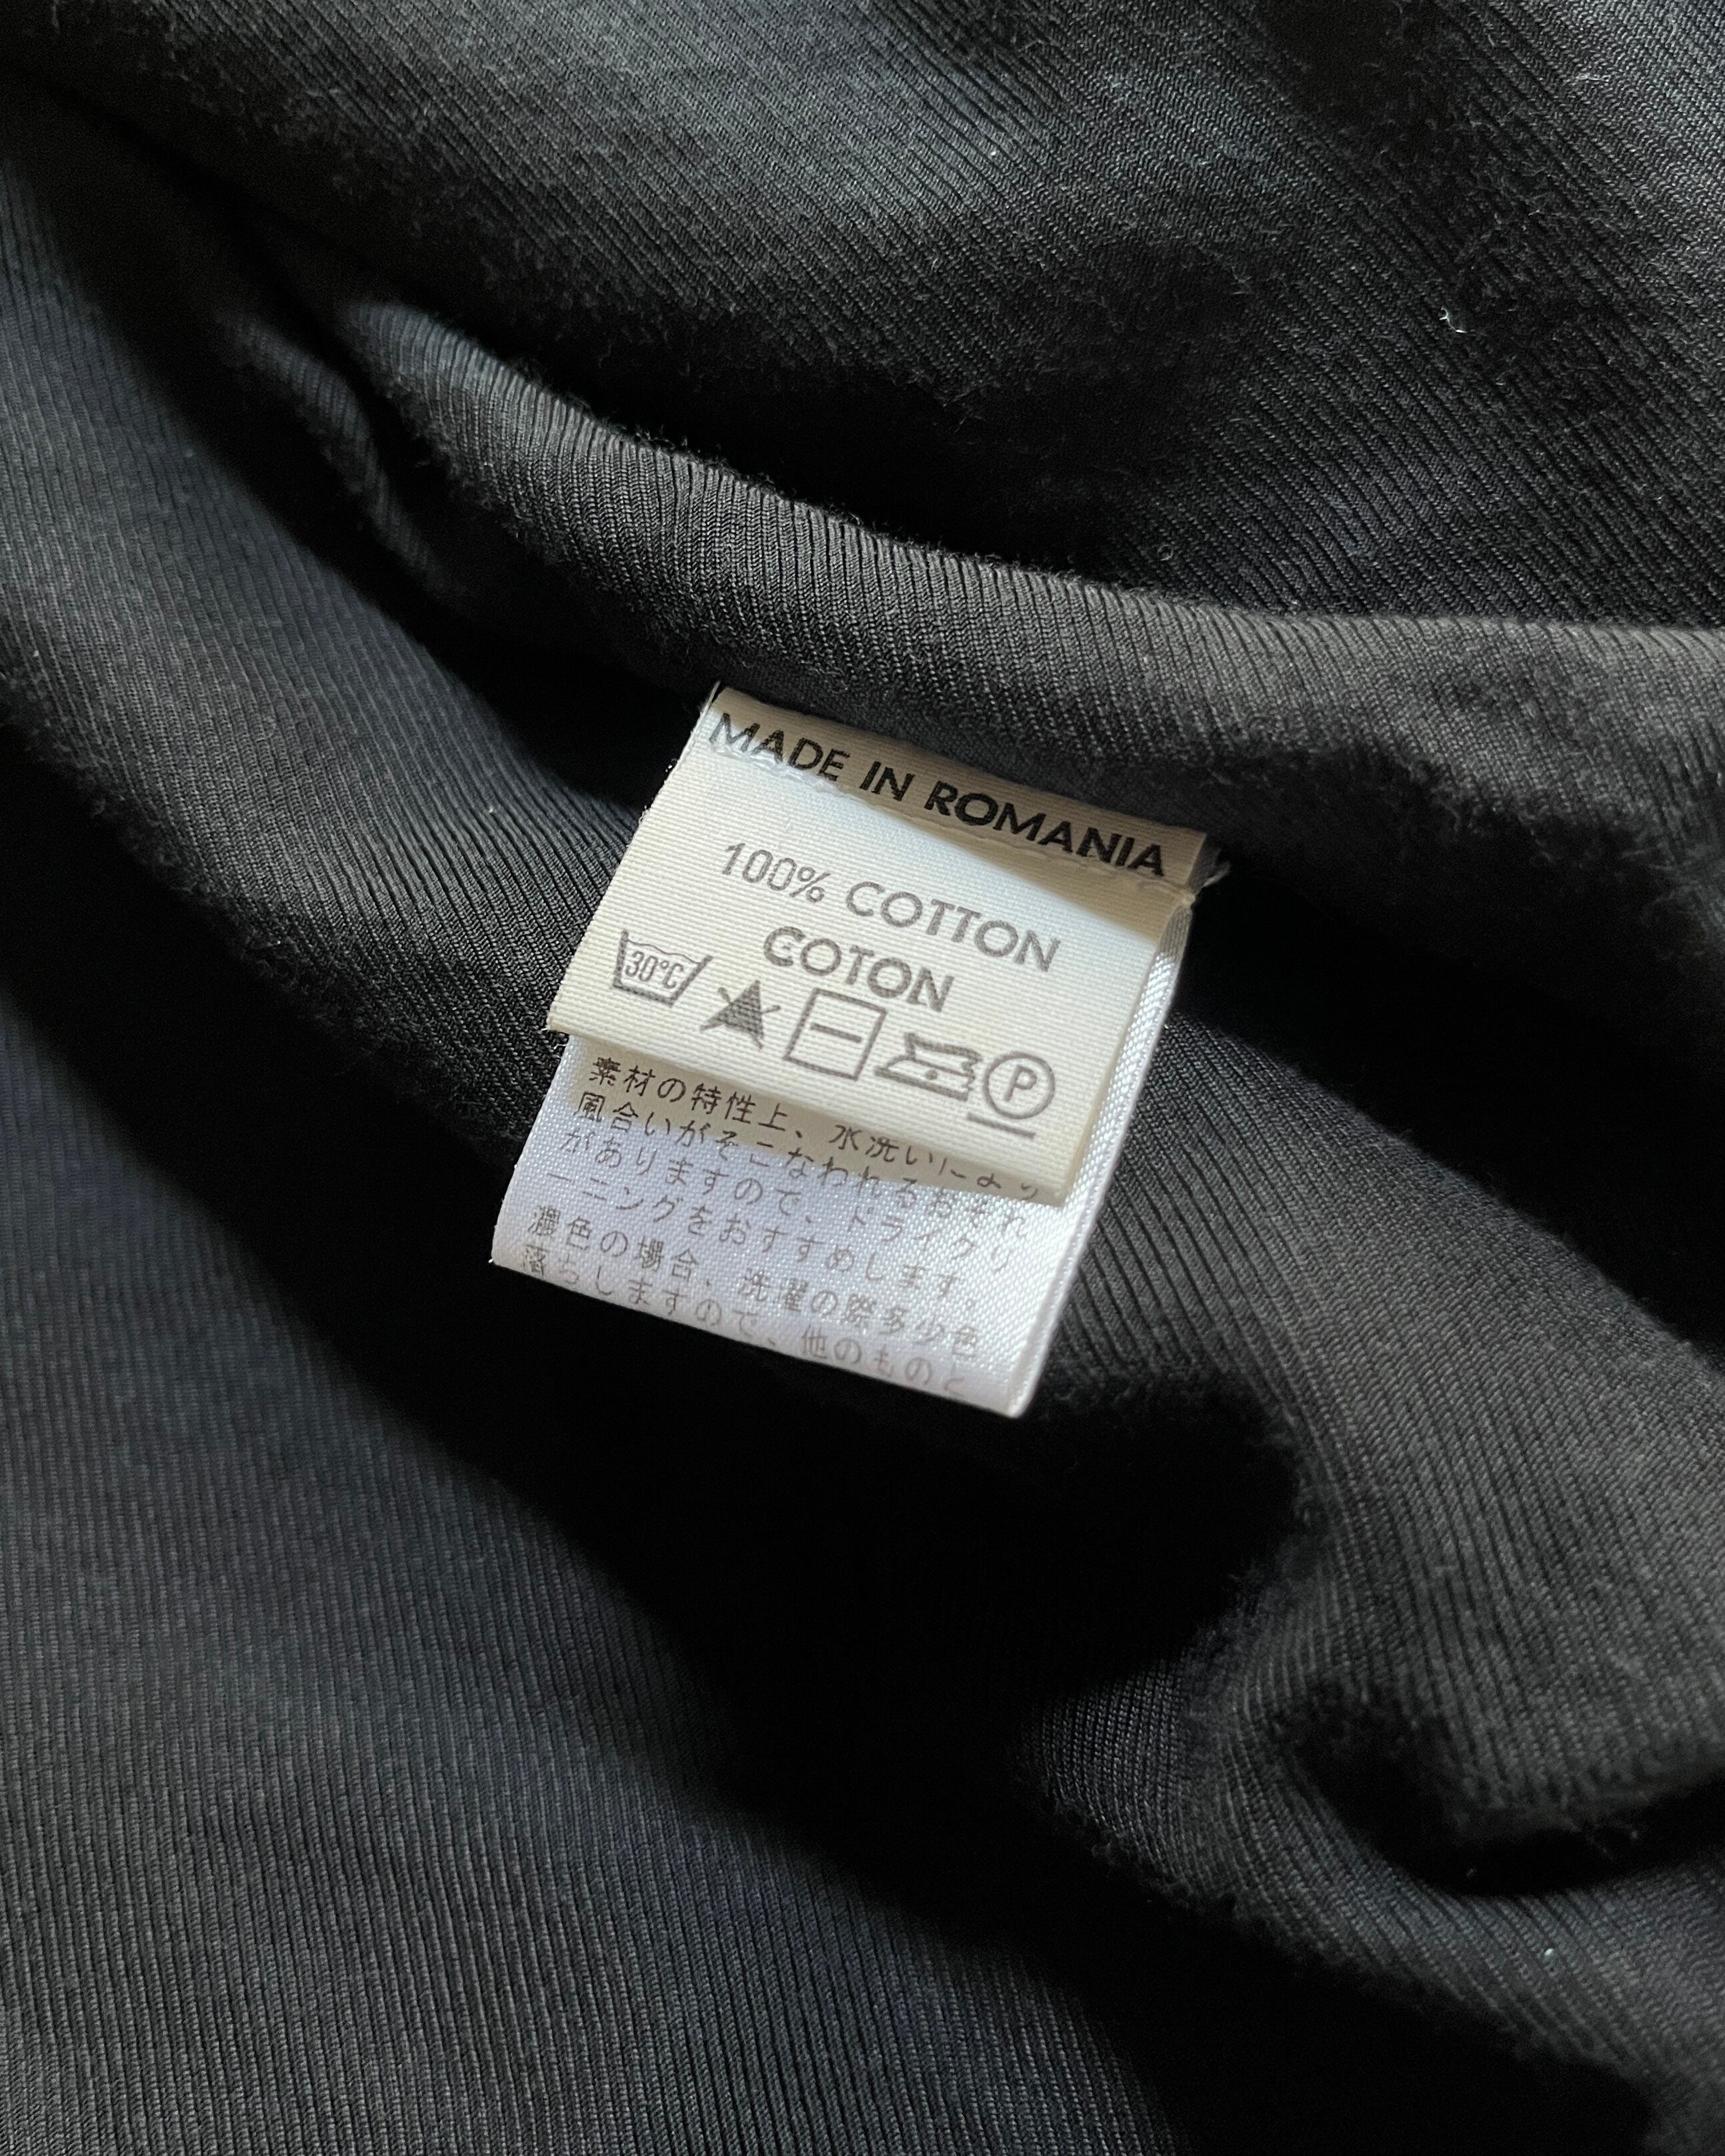 MADE IN ROMANIA
100% COTTON
COTON
30°C
P
素材の特性上、水洗いにより
風合いがそこなわれるおそれ
がありますので、ドライクリ
ーニングをおすすめします。
濃色の場合、洗濯の際多少色
落ちしますので、他のものと